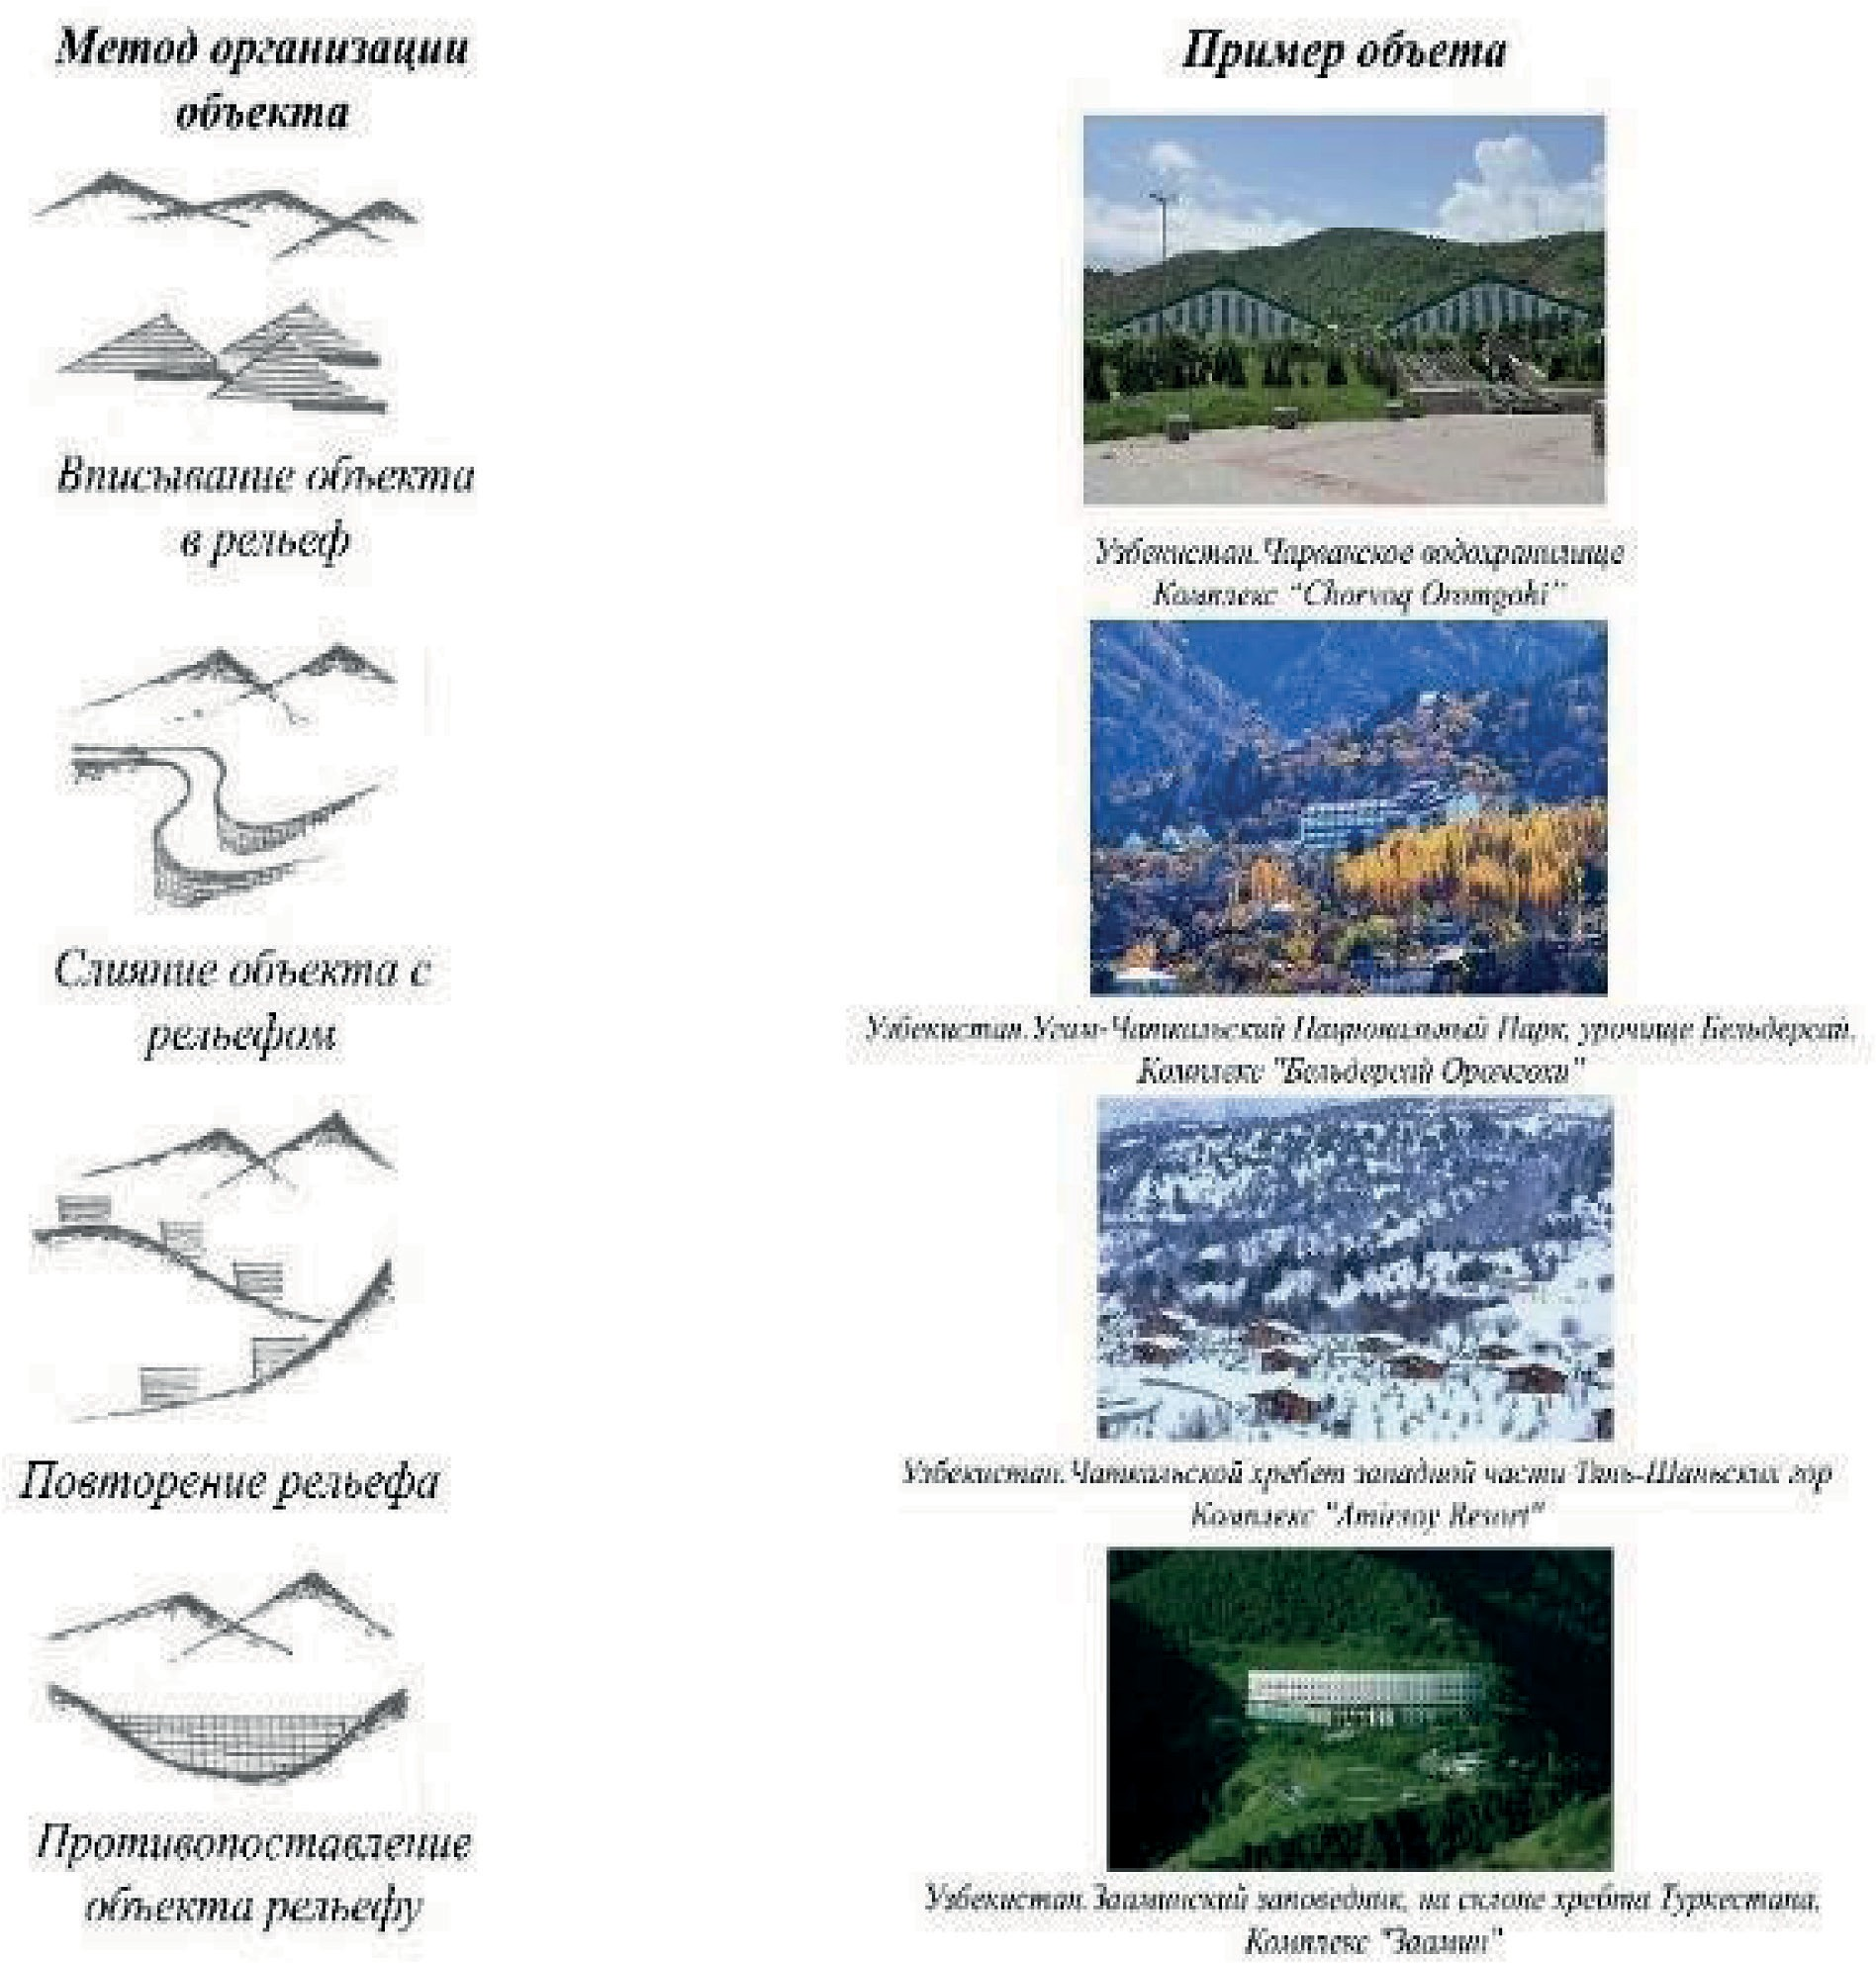 Метод организации
объекта
Пример объета
Вписывание объекта
в рельеф
Узбекистан. Чарвакское водохранилище
Комплекс "Chorvoq Oromgohi"
Слияние объекта с
рельефом
Узбекистан. Угам-Чаткальский Национальный Парк, урочище Бельдерсай.
Комплекс "Бельдерсай Оромгохи"
Повторение рельефа
Узбекистан. Чаткальской хребет западной части Тянь-Шаньских гор
Комплекс "Amirsoy Resort"
Противопоставление
объекта рельефу
Узбекистан. Зааминский заповедник, на склоне хребта Туркестана.
Комплекс "Заамин"